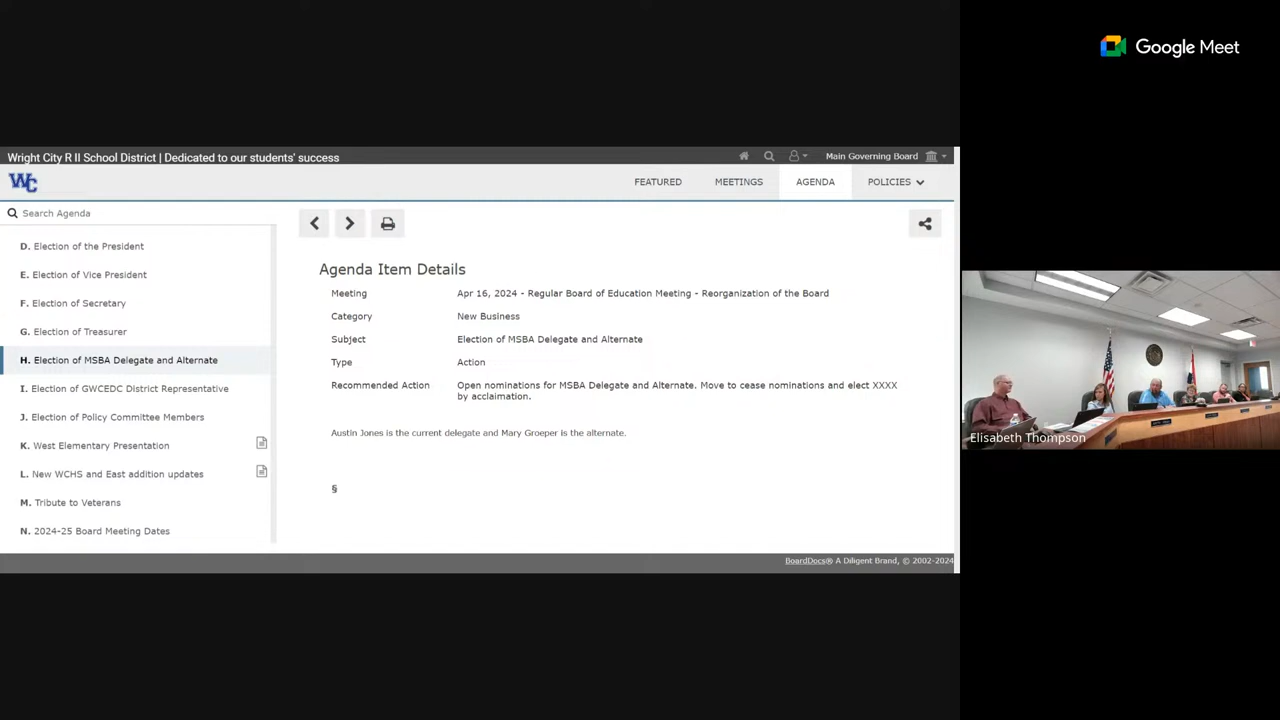 Google Meet
Wright City R II School District | Dedicated to our students' success
Main Governing Board
WC
FEATURED
MEETINGS
AGENDA
POLICIES
Search Agenda
D. Election of the President
E. Election of Vice President
F. Election of Secretary
G. Election of Treasurer
H. Election of MSBA Delegate and Alternate
I. Election of GWCEDC District Representative
J. Election of Policy Committee Members
K. West Elementary Presentation
L. New WCHS and East addition updates
M. Tribute to Veterans
N. 2024-25 Board Meeting Dates
Agenda Item Details
Meeting Apr 16, 2024 - Regular Board of Education Meeting - Reorganization of the Board
Category New Business
Subject Election of MSBA Delegate and Alternate
Type Action
Recommended Action Open nominations for MSBA Delegate and Alternate. Move to cease nominations and elect XXXX
by acclaimation.
Austin Jones is the current delegate and Mary Groeper is the alternate.
§
BoardDocs® A Diligent Brand, © 2002-2024
Elisabeth Thompson